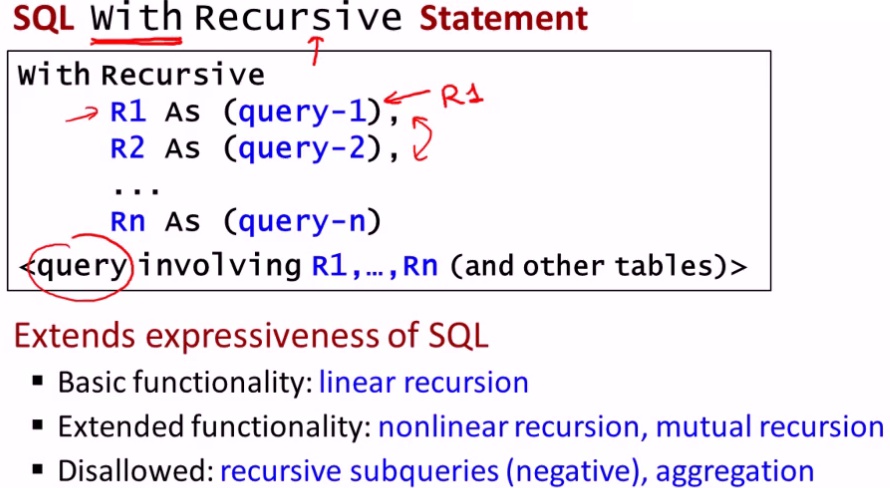 SQL With Recursive Statement
With Recursive
R1 As (query-1), R1
R2 As (query-2),
...
Rn As (query-n)
<query involving R1,…,Rn (and other tables)>
Extends expressiveness of SQL
▪ Basic functionality: linear recursion
▪ Extended functionality: nonlinear recursion, mutual recursion
▪ Disallowed: recursive subqueries (negative), aggregation